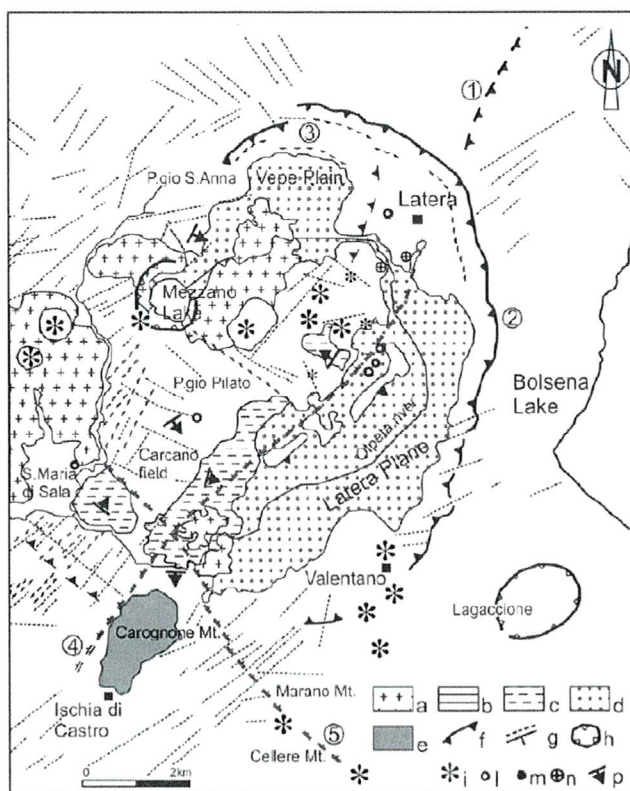 N
①
③
P.gio S.Anna
Vepe Plain
Latera
Mezzano
Lake
②
Bolsena
Lake
P.gio Pilato
Olpeta river
Carcano
field
S.Maria
di Sala
Latera Plane
Valentano
Lagaccione
④
Carognone Mt.
Ischia di
Castro
Marano Mt.
⑤
Cellere Mt.
a b c d
e f g h
i l m n p
0 2km